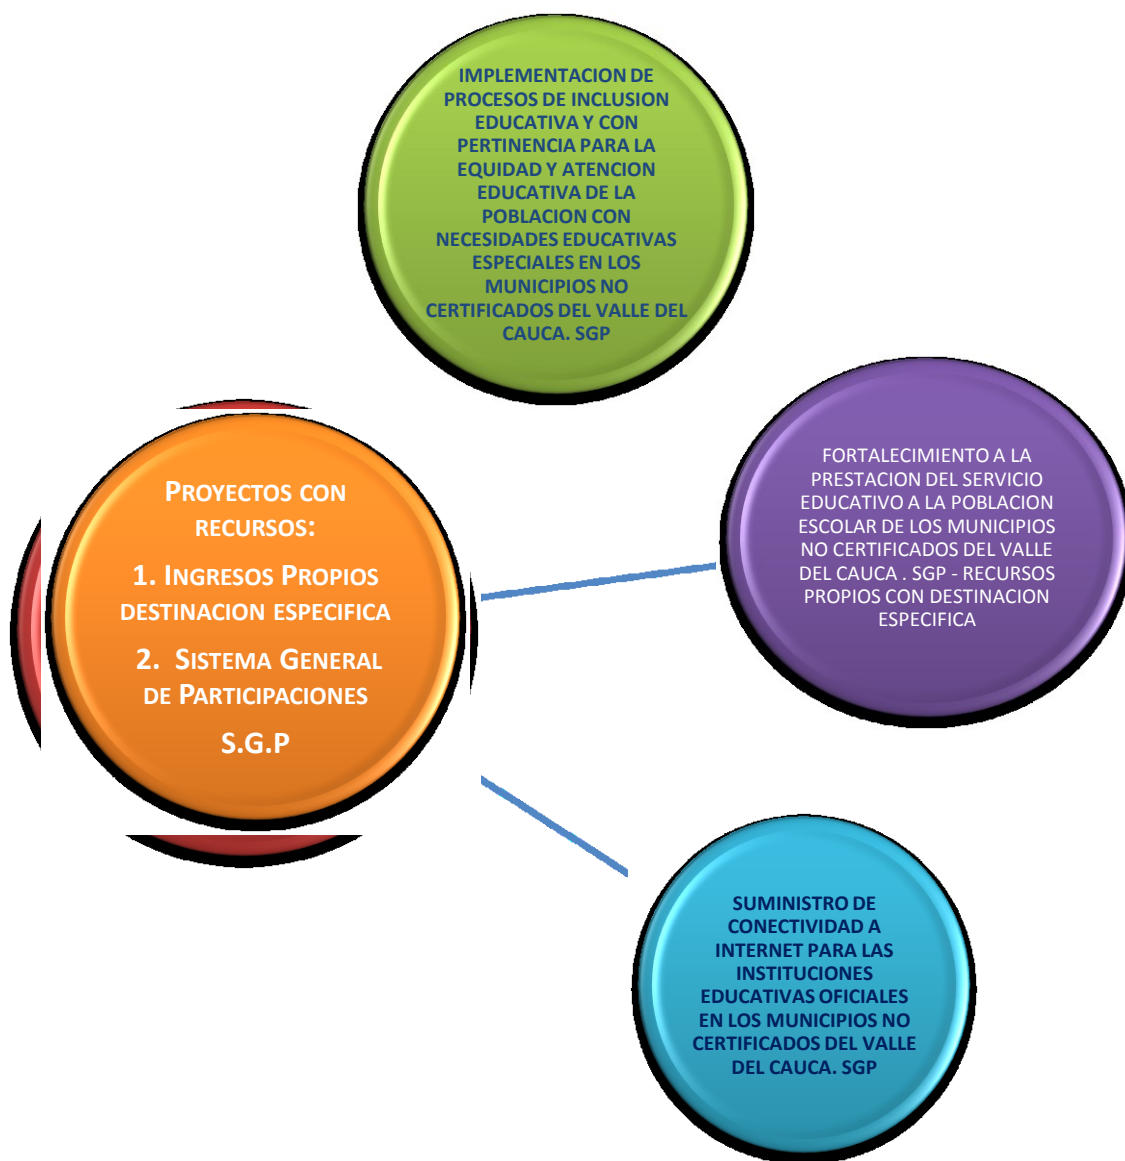 IMPLEMENTACION DE
PROCESOS DE INCLUSION
EDUCATIVA Y CON
PERTINENCIA PARA LA
EQUIDAD Y ATENCION
EDUCATIVA DE LA
POBLACION CON
NECESIDADES EDUCATIVAS
ESPECIALES EN LOS
MUNICIPIOS NO
CERTIFICADOS DEL VALLE DEL
CAUCA. SGP
PROYECTOS CON
RECURSOS:
1. INGRESOS PROPIOS
DESTINACION ESPECIFICA
2. SISTEMA GENERAL
DE PARTICIPACIONES
S.G.P
FORTALECIMIENTO A LA
PRESTACION DEL SERVICIO
EDUCATIVO A LA POBLACION
ESCOLAR DE LOS MUNICIPIOS
NO CERTIFICADOS DEL VALLE
DEL CAUCA . SGP - RECURSOS
PROPIOS CON DESTINACION
ESPECIFICA
SUMINISTRO DE
CONECTIVIDAD A
INTERNET PARA LAS
INSTITUCIONES
EDUCATIVAS OFICIALES
EN LOS MUNICIPIOS NO
CERTIFICADOS DEL VALLE
DEL CAUCA. SGP